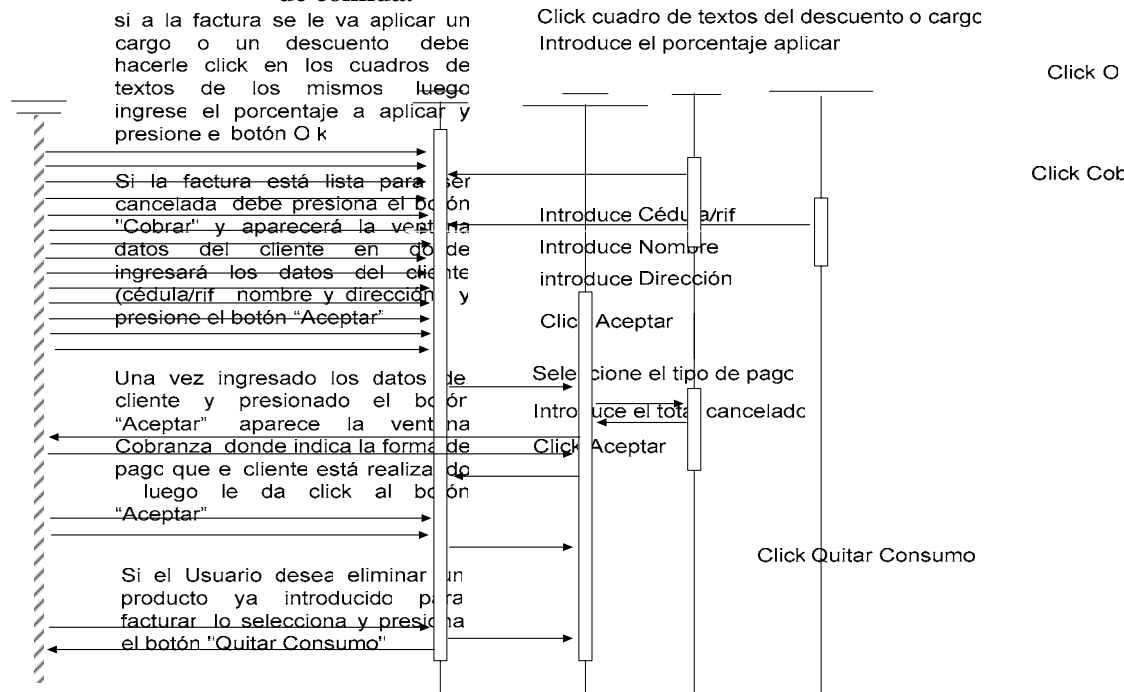 de comida.
si a la factura se le va aplicar un
cargo o un descuento debe
hacerle click en los cuadros de
textos de los mismos luego
ingrese el porcentaje a aplicar y
presione e botón O k
Si la factura está lista para ser
cancelada debe presiona el botón
"Cobrar" y aparecerá la ventana
datos del cliente en donde
ingresará los datos del cliente
(cédula/rif nombre y dirección y
presione el botón “Aceptar”
Una vez ingresado los datos de
cliente y presionado el botón
“Aceptar” aparece la ventana
Cobranza donde indica la forma de
pago que e cliente está realizando
luego le da click al botón
“Aceptar”
Si el Usuario desea eliminar un
producto ya introducido para
facturar lo selecciona y presiona
el botón "Quitar Consumo"
Click cuadro de textos del descuento o cargo
Introduce el porcentaje aplicar
Click O
Click Cob
Introduce Cédula/rif
Introduce Nombre
introduce Dirección
Click Aceptar
Seleccione el tipo de pago
Introduce el total cancelado
Click Aceptar
Click Quitar Consumo